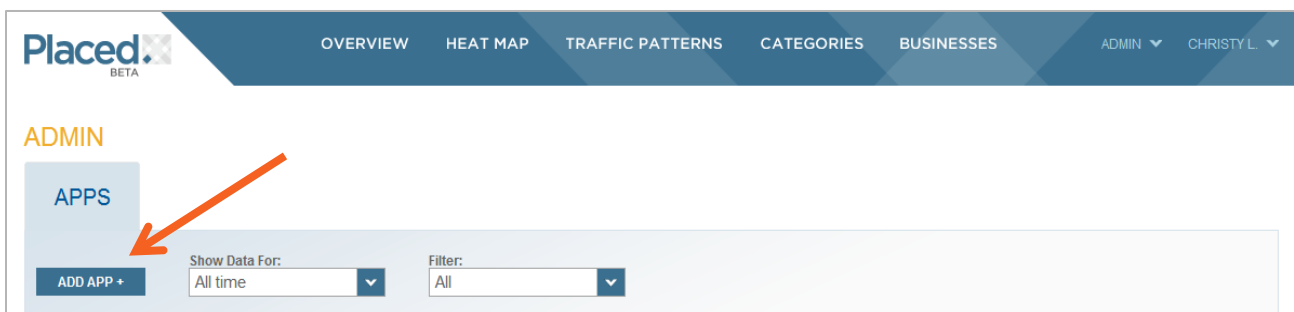 Placed. OVERVIEW HEAT MAP TRAFFIC PATTERNS CATEGORIES BUSINESSES ADMIN CHRISTY L.
BETA
ADMIN
APPS
Show Data For: Filter:
ADD APP + All time All